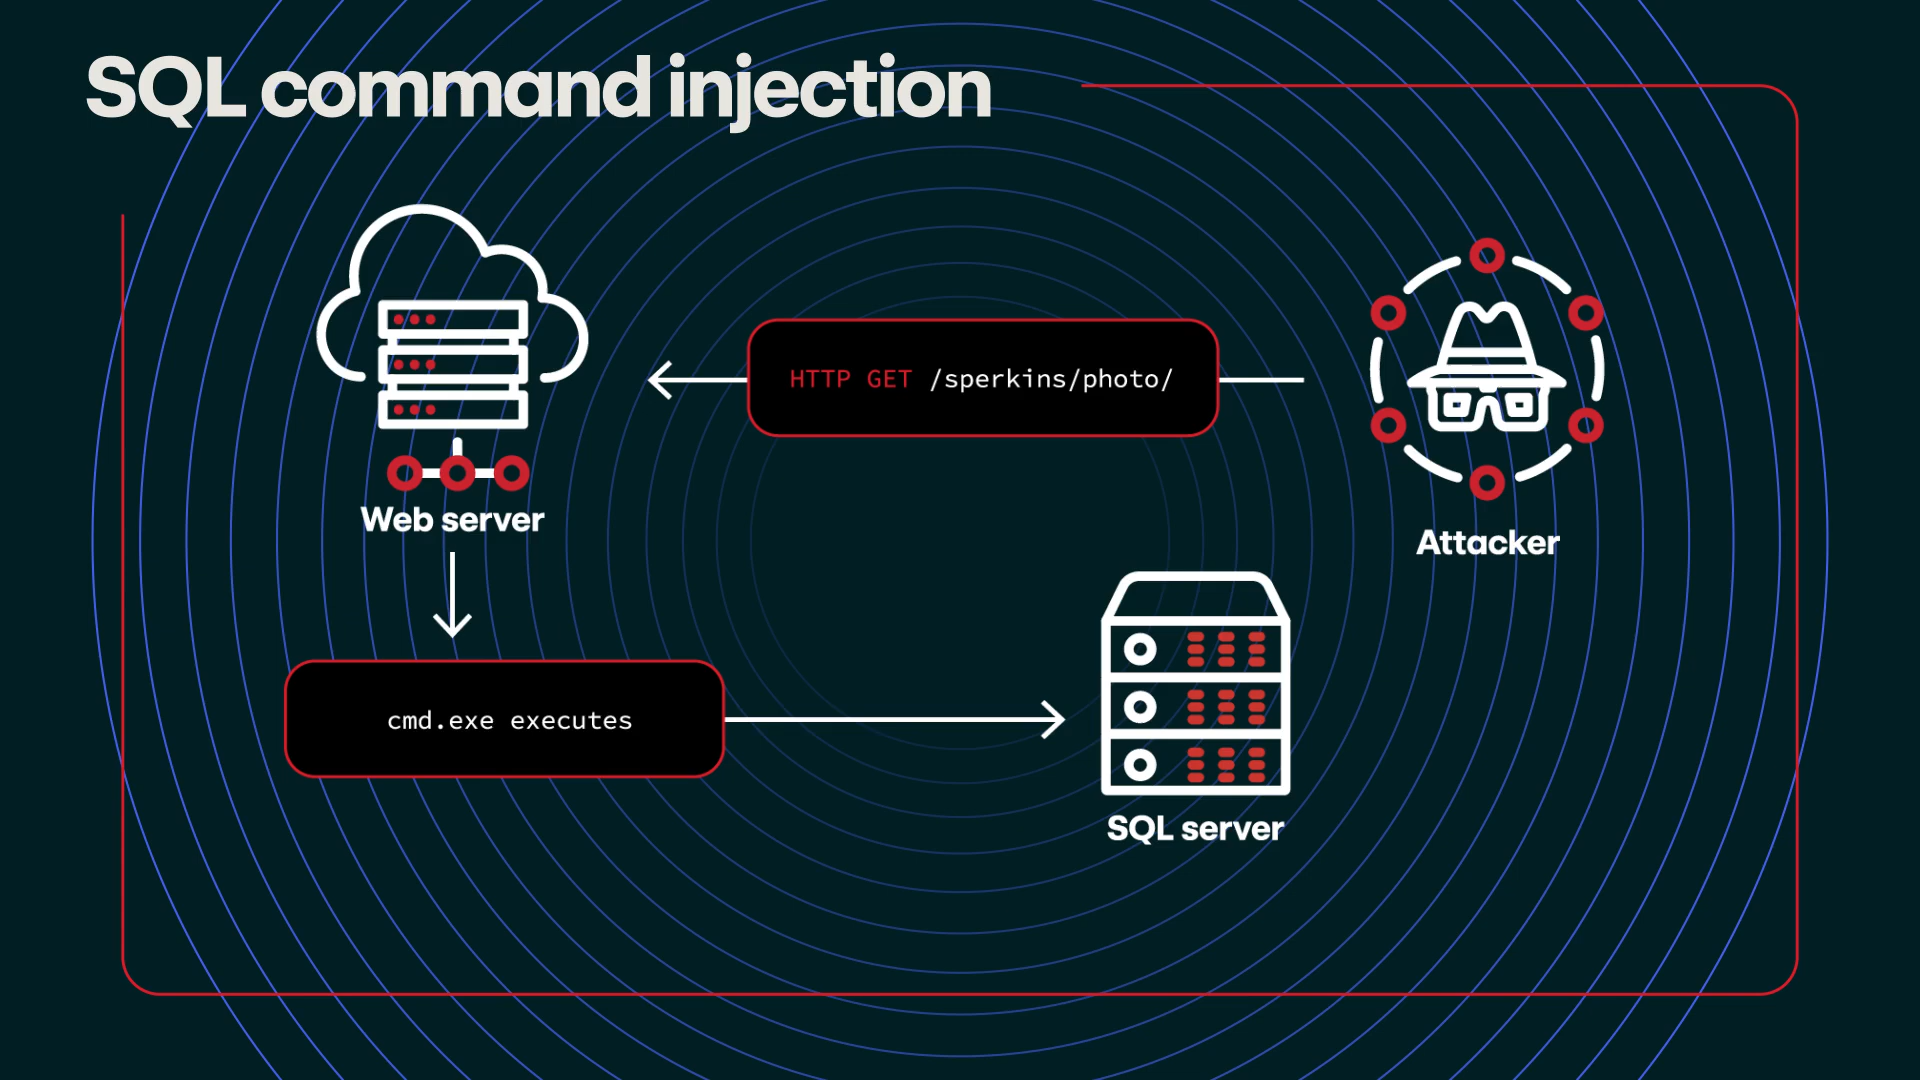 SQL command injection
HTTP GET /sperkins/photo/
Web server
Attacker
cmd.exe executes
SQL server